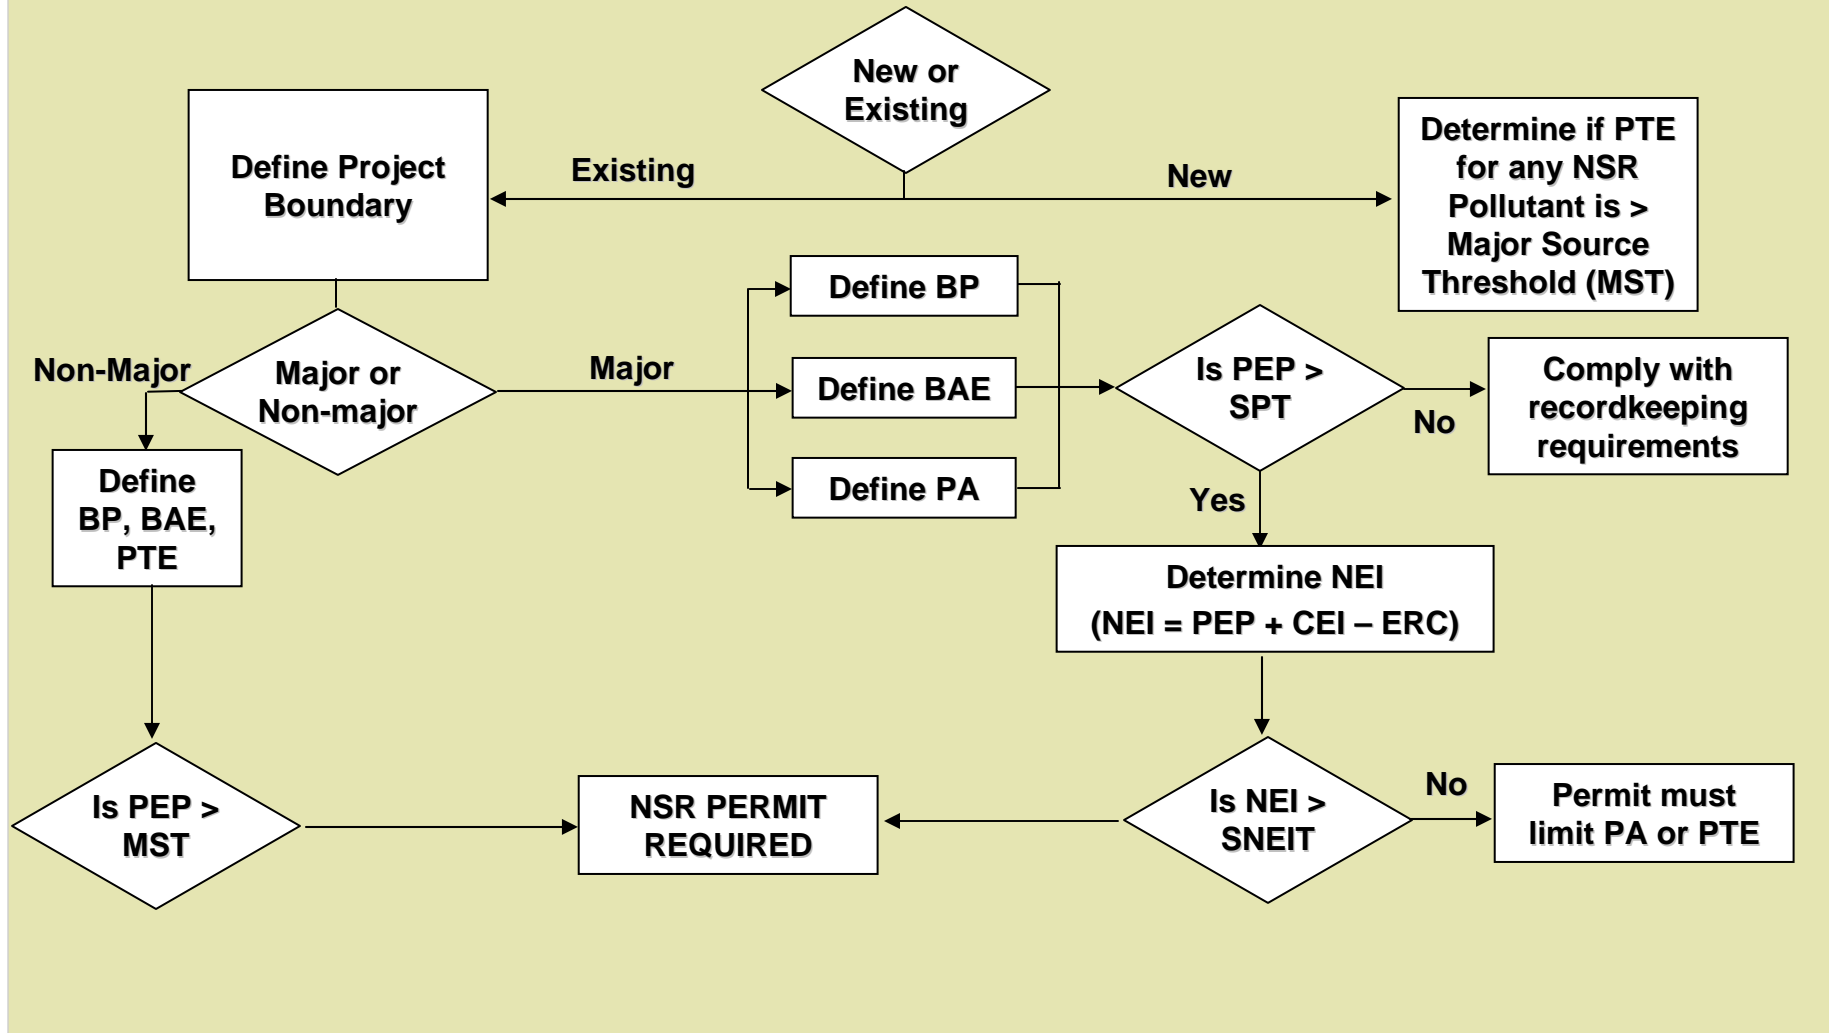 New or
Existing
Define Project
Boundary
Existing
New
Determine if PTE
for any NSR
Pollutant is >
Major Source
Threshold (MST)
Non-Major
Major or
Non-major
Major
Define BP
Define BAE
Define PA
Is PEP >
SPT
No
Comply with
recordkeeping
requirements
Define
BP, BAE,
PTE
Yes
Determine NEI
(NEI = PEP + CEI – ERC)
Is PEP >
MST
NSR PERMIT
REQUIRED
Is NEI >
SNEIT
No
Permit must
limit PA or PTE